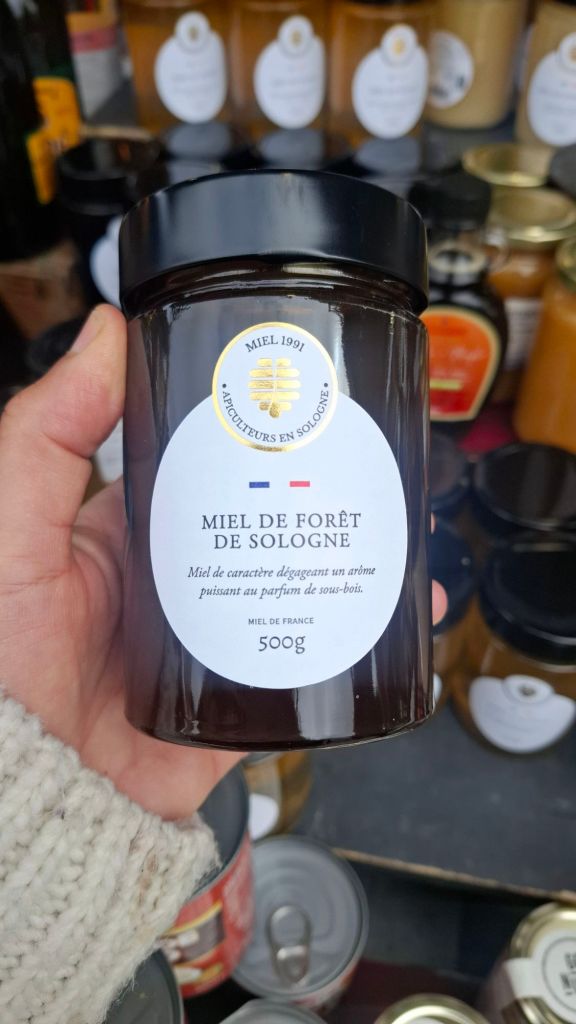 MIEL 1991
• APICULTEURS EN SOLOGNE •
MIEL DE FORÊT
DE SOLOGNE
Miel de caractère dégageant un arôme
puissant au parfum de sous-bois.
MIEL DE FRANCE
500g